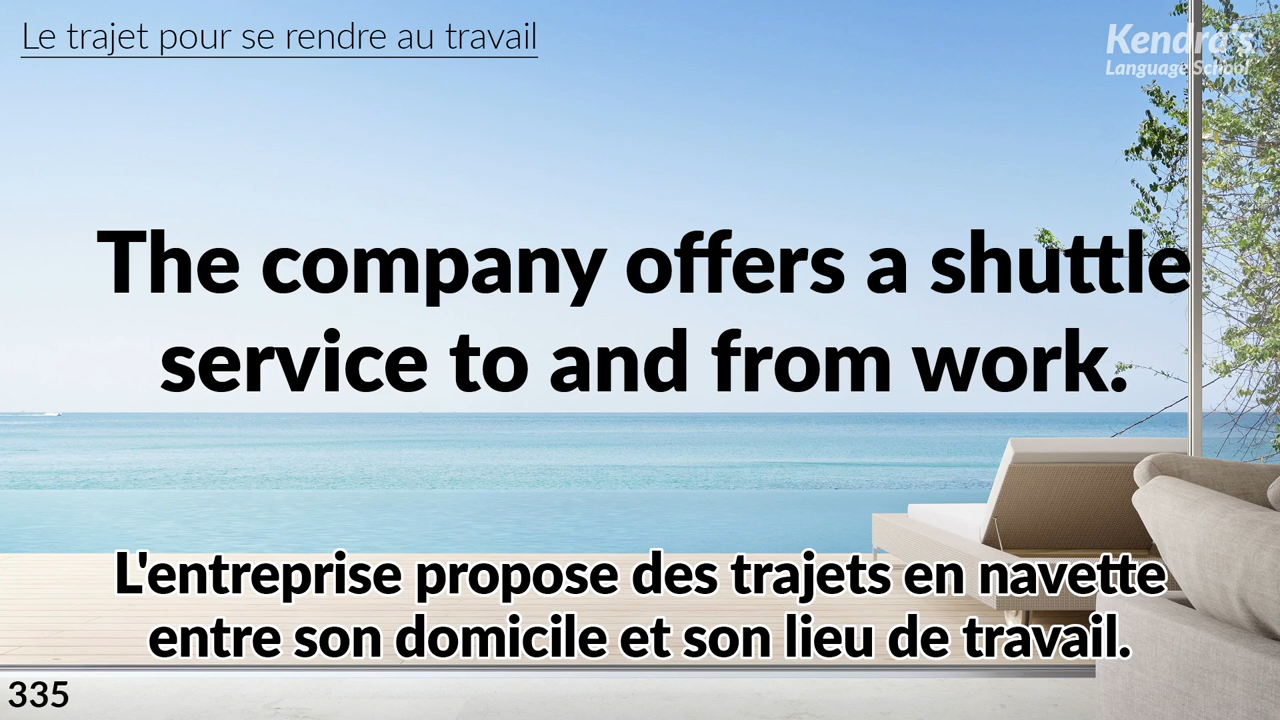 Le trajet pour se rendre au travail
Kendra's
Language School
The company offers a shuttle
service to and from work.
L'entreprise propose des trajets en navette
entre son domicile et son lieu de travail.
335